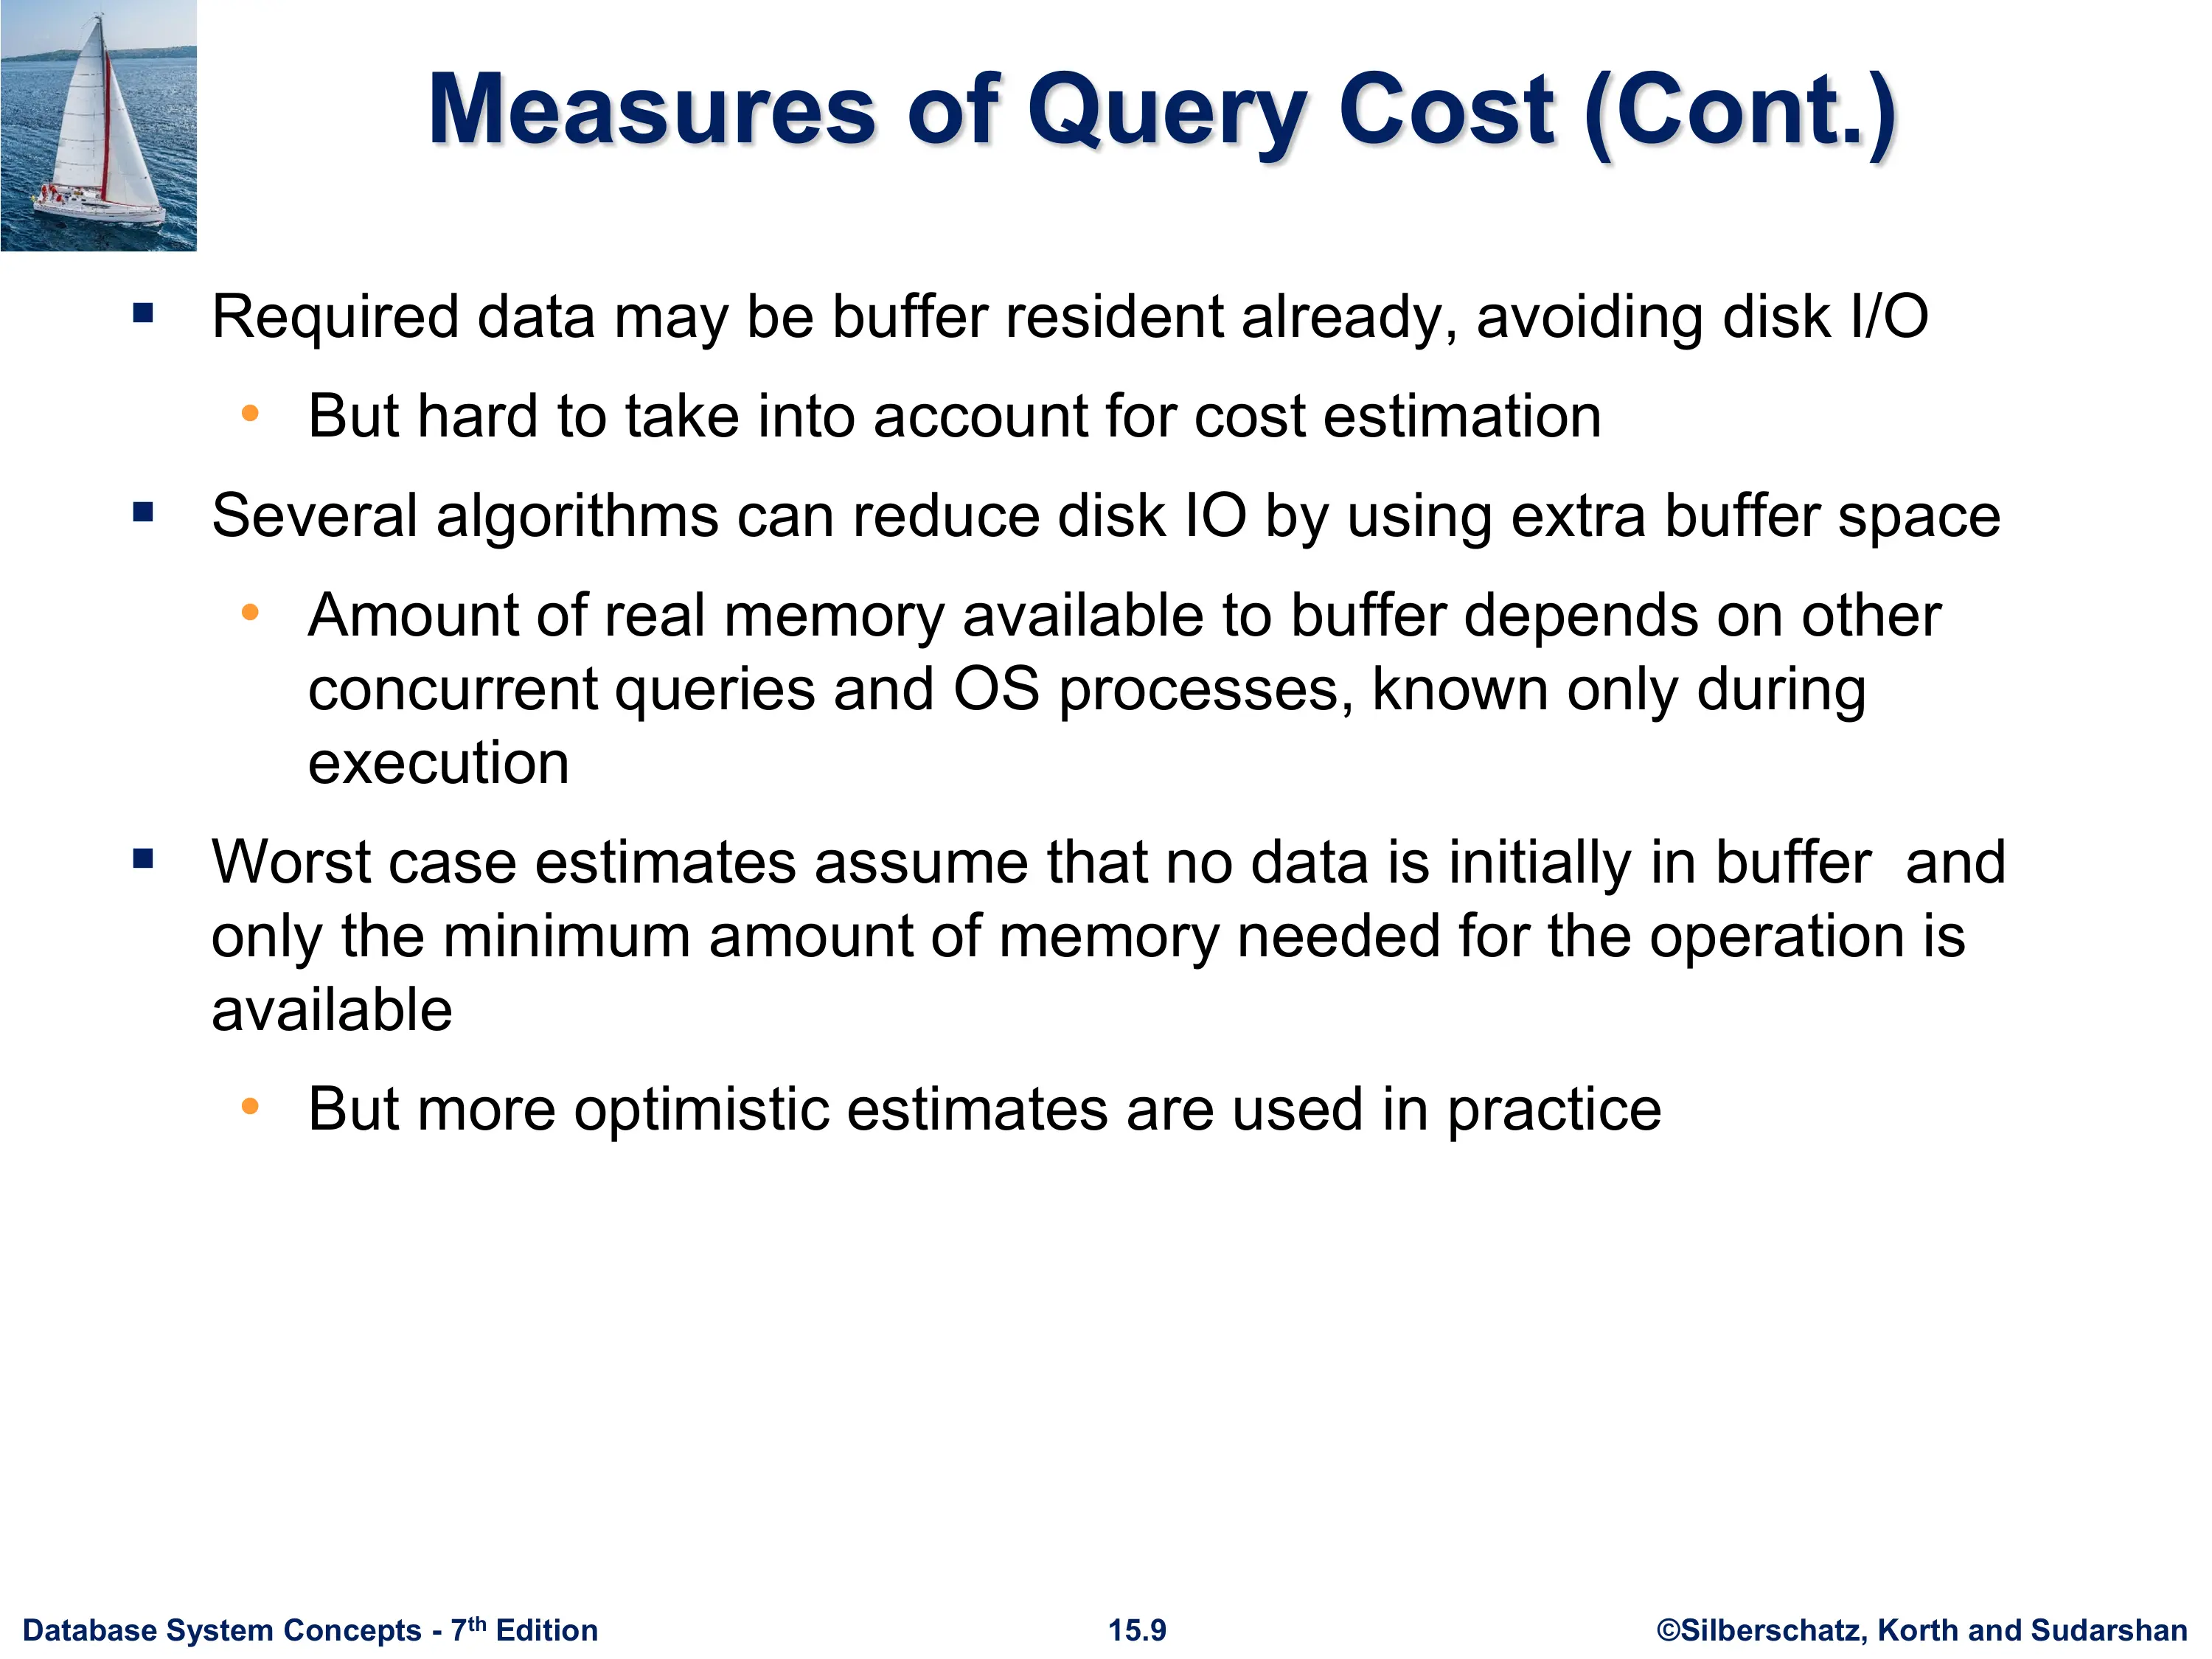 Measures of Query Cost (Cont.)
▪ Required data may be buffer resident already, avoiding disk I/O
• But hard to take into account for cost estimation
▪ Several algorithms can reduce disk IO by using extra buffer space
• Amount of real memory available to buffer depends on other
concurrent queries and OS processes, known only during
execution
▪ Worst case estimates assume that no data is initially in buffer  and
only the minimum amount of memory needed for the operation is
available
• But more optimistic estimates are used in practice
Database System Concepts - 7th Edition
15.9
©Silberschatz, Korth and Sudarshan